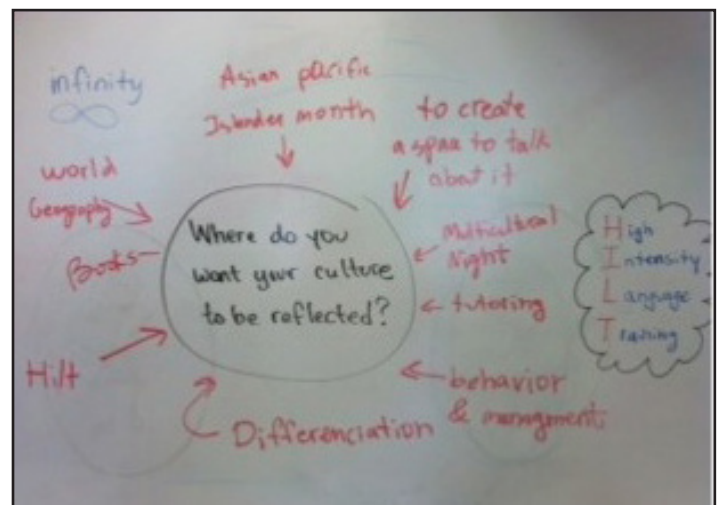 infinity
∞
Asian pacific
Islander month
to create
a space to talk
about it
world
Geography
Books
Where do you
want your culture
to be reflected?
Multicultural
Night
tutoring
High
Intensity
Language
Training
Hilt
behavior
& managment
Differenciation